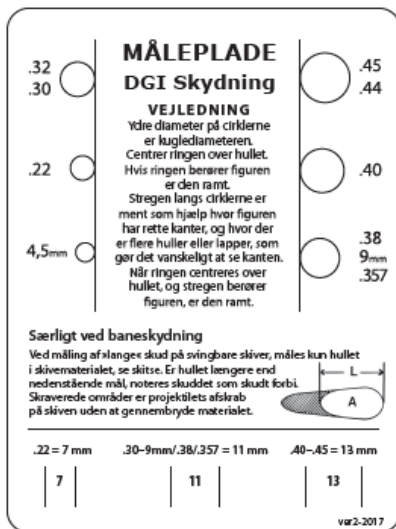 MÅLEPLADE
DGI Skydning
VEJLEDNING
Ydre diameter på cirklerne
er kuglediameteren.
Centrer ringen over hullet.
Hvis ringen berører figuren
er den ramt.
Stregen langs cirklerne er
ment som hjælp hvor figuren
har rette kanter, og hvor der
er flere huller eller lapper, som
gør det vanskeligt at se kanten.
Når ringen centreres over
hullet, og stregen berører
figuren, er den ramt.
.32
.30
.22
4,5mm
.45
.44
.40
.38
9mm
.357
Særligt ved baneskydning
Ved måling af »lange« skud på svingbare skiver, måles kun hullet
i skivematerialet, se skitse. Er hullet længere end
nedenstående mål, noteres skuddet som skudt forbi.
Skraverede områder er projektilets afskrab
på skiven uden at gennembryde materialet.
L
A
.22 = 7 mm .30–9mm/.38/.357 = 11 mm .40–.45 = 13 mm
7 11 13
ver2-2017